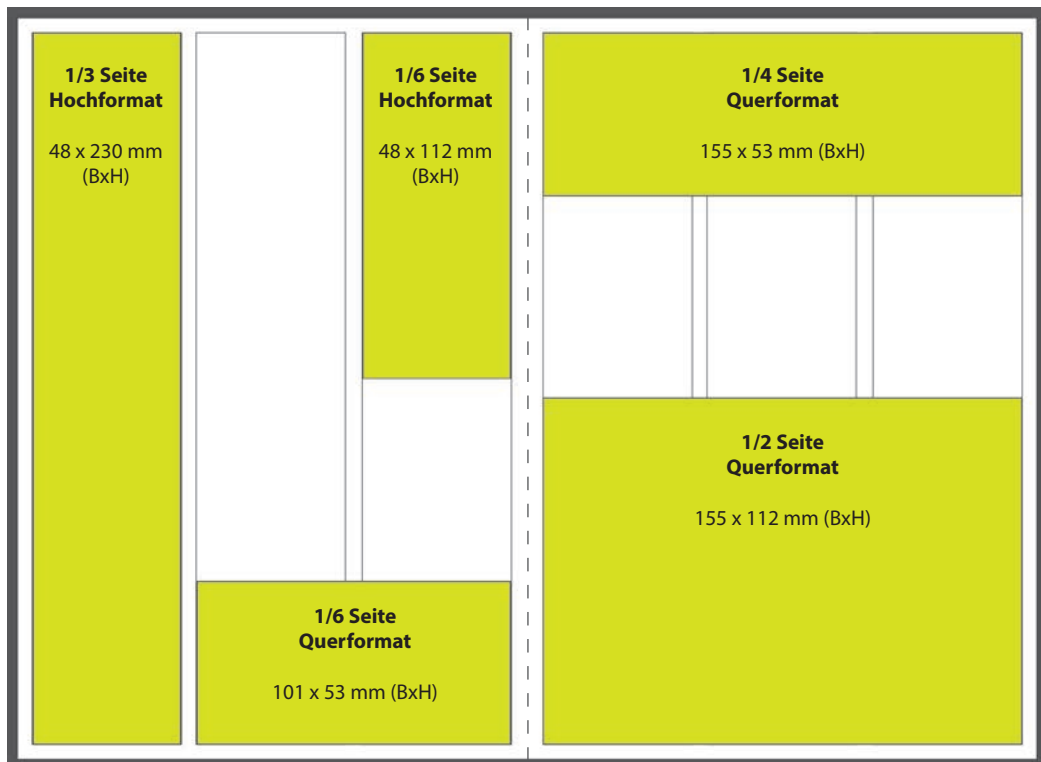 1/3 Seite
Hochformat
48 x 230 mm
(BxH)
1/6 Seite
Hochformat
48 x 112 mm
(BxH)
1/6 Seite
Querformat
101 x 53 mm (BxH)
1/4 Seite
Querformat
155 x 53 mm (BxH)
1/2 Seite
Querformat
155 x 112 mm (BxH)